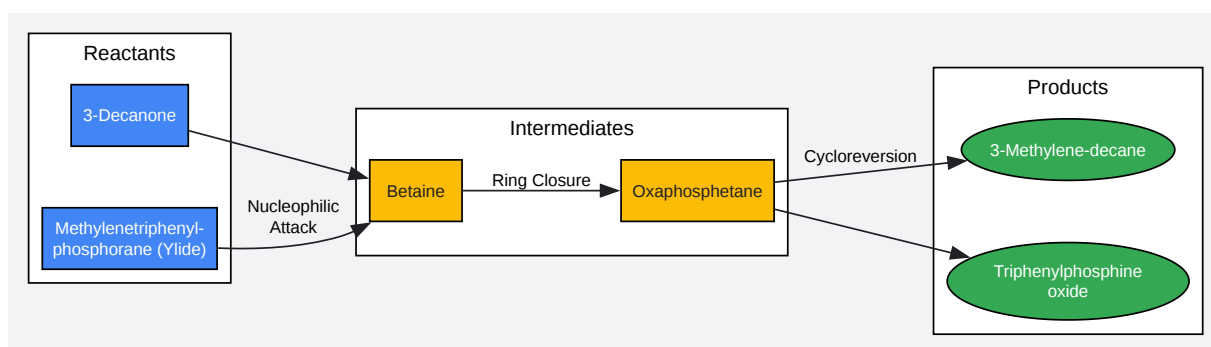 Reactants
3-Decanone
Methylenetriphenyl-
phosphorane (Ylide)
Nucleophilic
Attack
Intermediates
Betaine
Ring Closure
Oxaphosphetane
Cycloreversion
Products
3-Methylene-decane
Triphenylphosphine
oxide